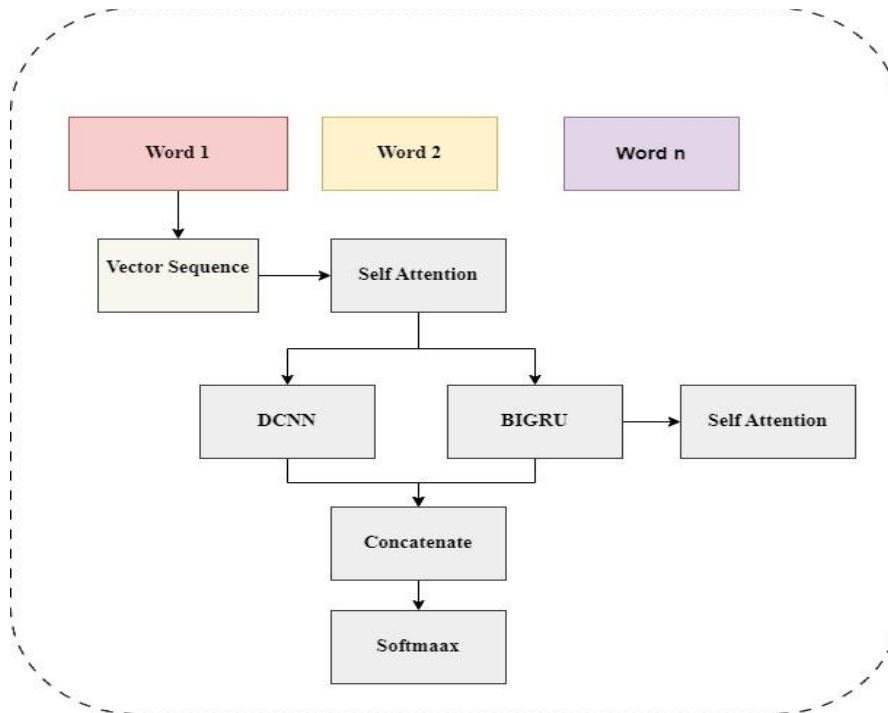 Word 1
Word 2
Word n
Vector Sequence
Self Attention
DCNN
BIGRU
Self Attention
Concatenate
Softmaax